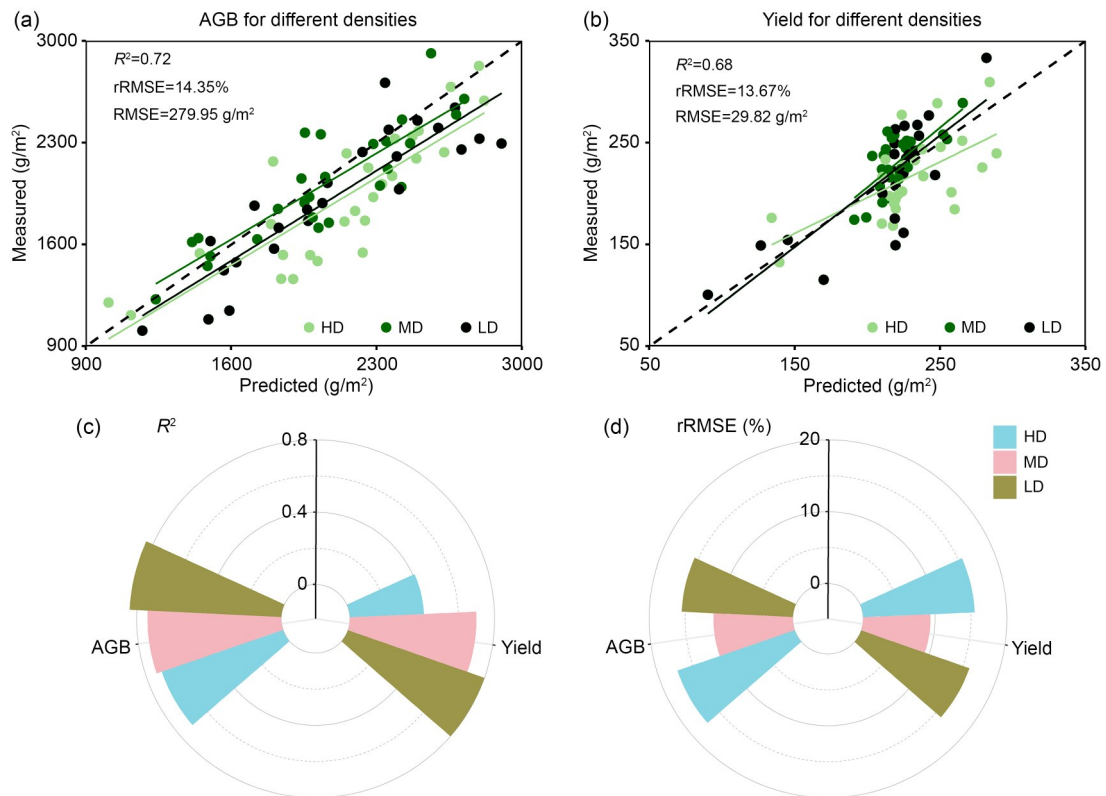 (a) AGB for different densities
3000
2300
1600
900
Measured (g/m²)
R²=0.72
rRMSE=14.35%
RMSE=279.95 g/m²
HD MD LD
900 1600 2300 3000
Predicted (g/m²)
(b) Yield for different densities
350
250
150
50
Measured (g/m²)
R²=0.68
rRMSE=13.67%
RMSE=29.82 g/m²
HD MD LD
50 150 250 350
Predicted (g/m²)
(c) R²
0.8
0.4
0
AGB Yield
(d) rRMSE (%)
20
10
0
AGB Yield
HD
MD
LD